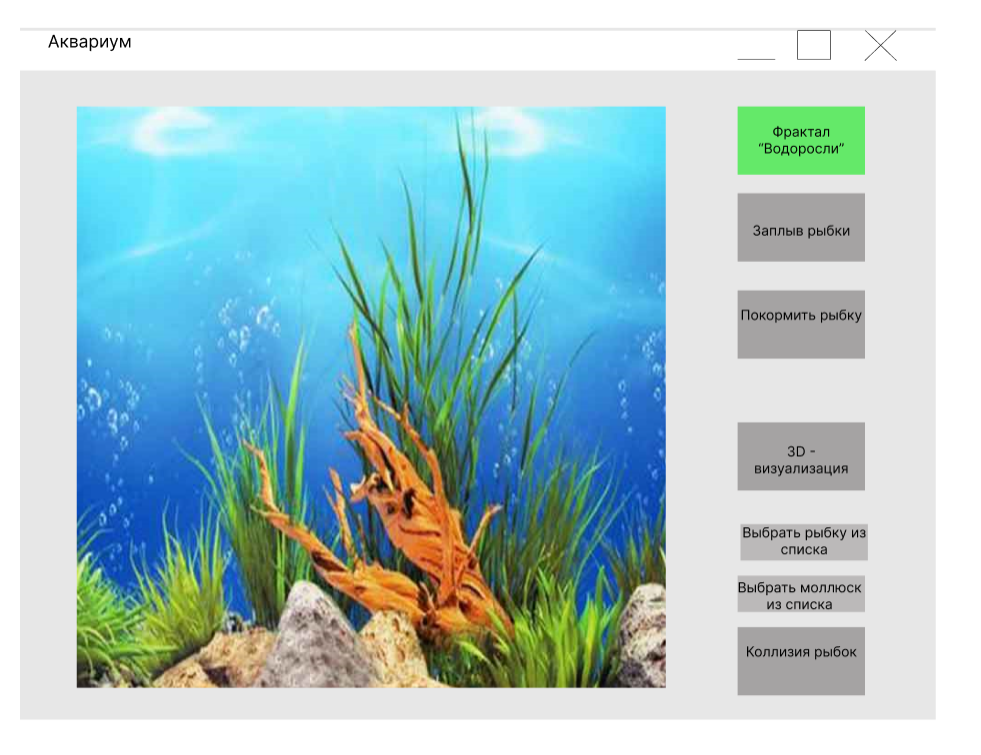 Аквариум
Фрактал
“Водоросли”
Заплыв рыбки
Покормить рыбку
3D -
визуализация
Выбрать рыбку из
списка
Выбрать моллюск
из списка
Коллизия рыбок